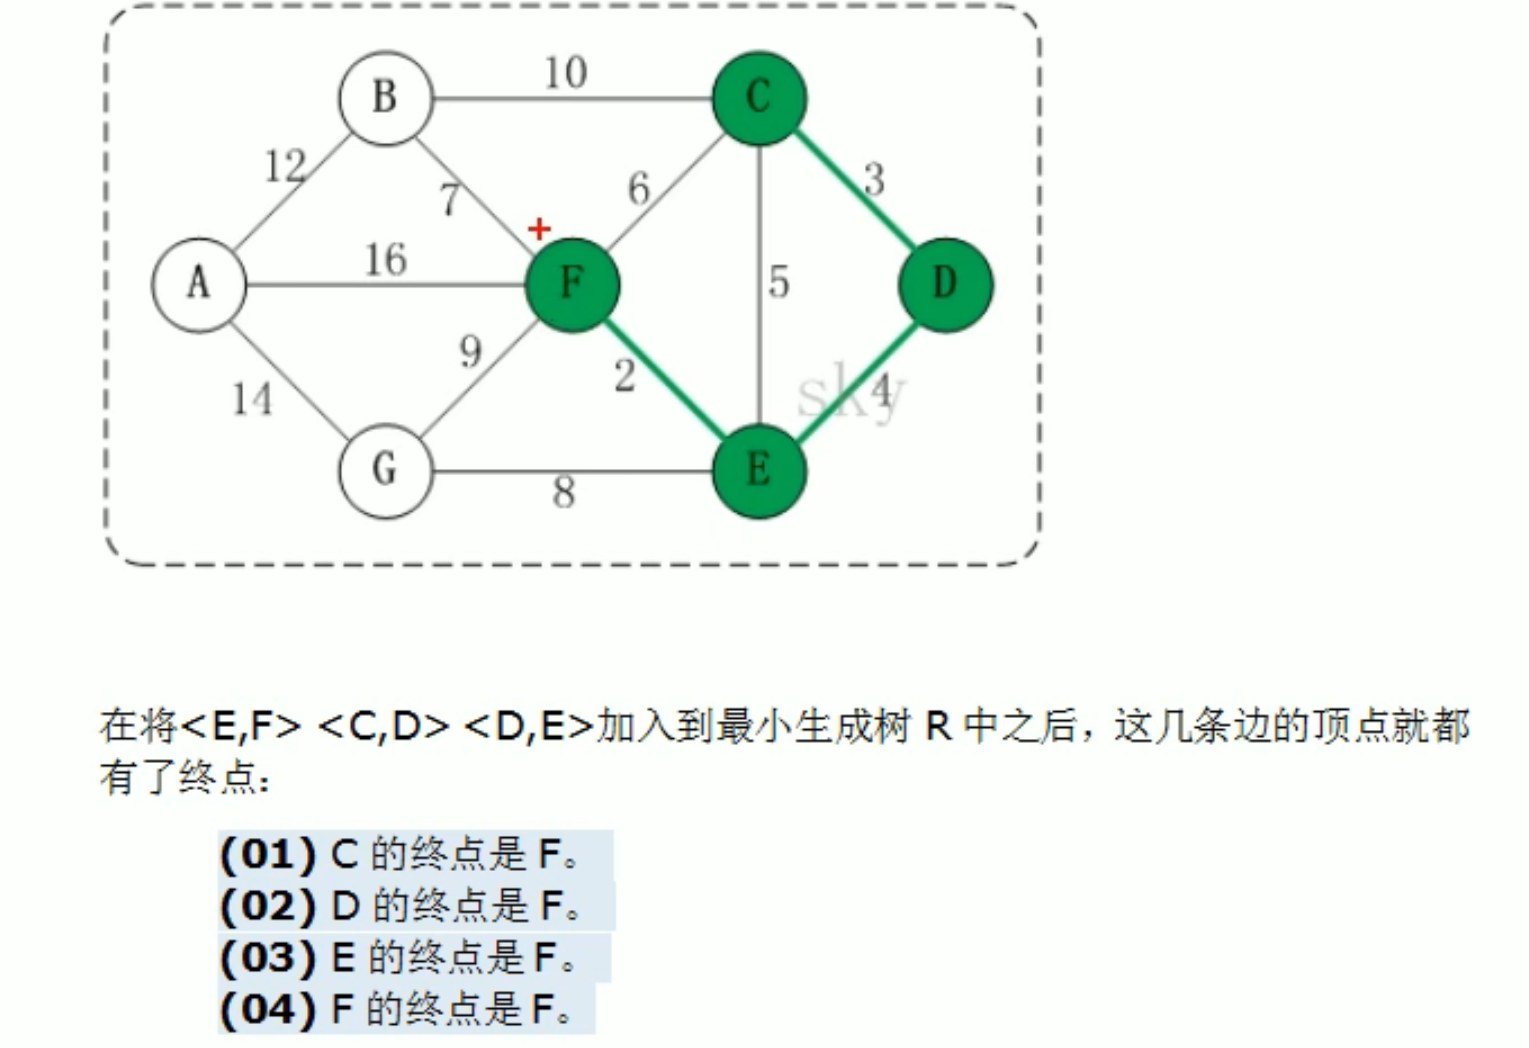 10
B
C
12
7
6
3
16
A
F
5
D
9
2
14
sky
4
G
E
8
在将<E,F> <C,D> <D,E>加入到最小生成树 R 中之后，这几条边的顶点就都
有了终点：
(01) C 的终点是 F。
(02) D 的终点是 F。
(03) E 的终点是 F。
(04) F 的终点是 F。